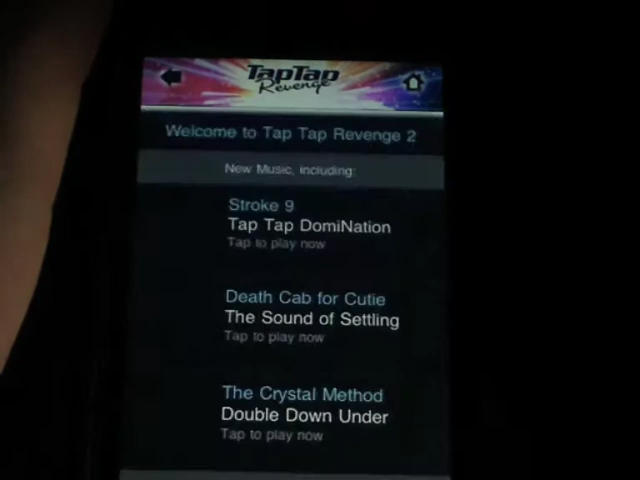 TapTap
Revenge
Welcome to Tap Tap Revenge 2
New Music, including:
Stroke 9
Tap Tap DomiNation
Tap to play now
Death Cab for Cutie
The Sound of Settling
Tap to play now
The Crystal Method
Double Down Under
Tap to play now